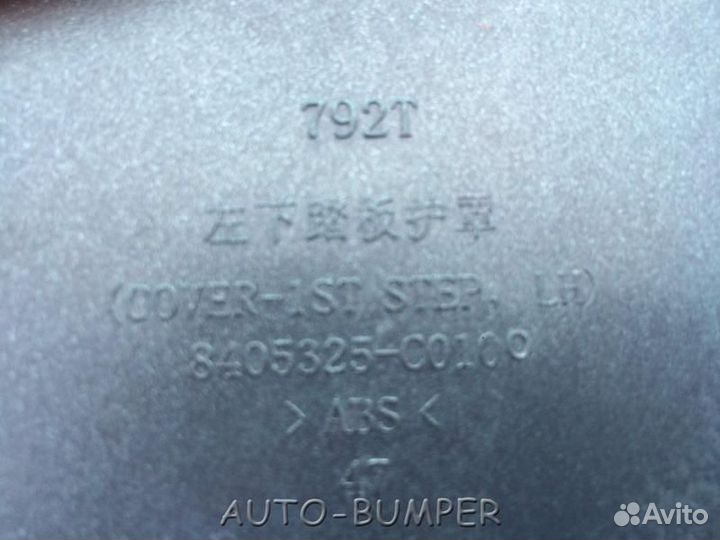 792T
左下踏板护罩
(COVER-1ST STEP, LH)
8405325-C0100
>ABS<
AUTO-BUMPER
Avito